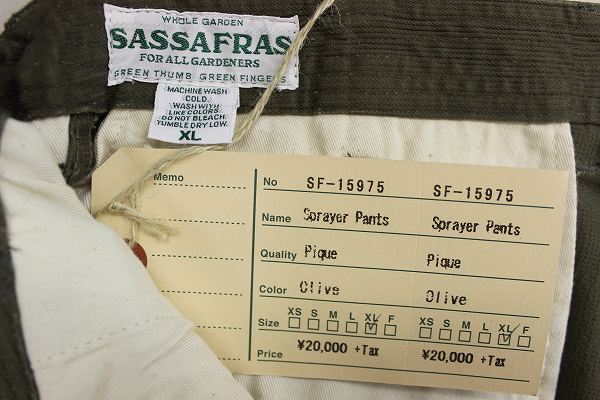 WHOLE GARDEN
SASSAFRAS
FOR ALL GARDENERS
GREEN THUMB GREEN FINGERS
MACHINE WASH
COLD.
WASH WITH
LIKE COLORS
DO NOT BLEACH.
TUMBLE DRY LOW.
XL
Memo
No SF-15975 SF-15975
Name Sprayer Pants Sprayer Pants
Quality Pique Pique
Color Olive Olive
XS S M L XL F XS S M L XL F
Size
Price ¥20,000 +Tax ¥20,000 +Tax